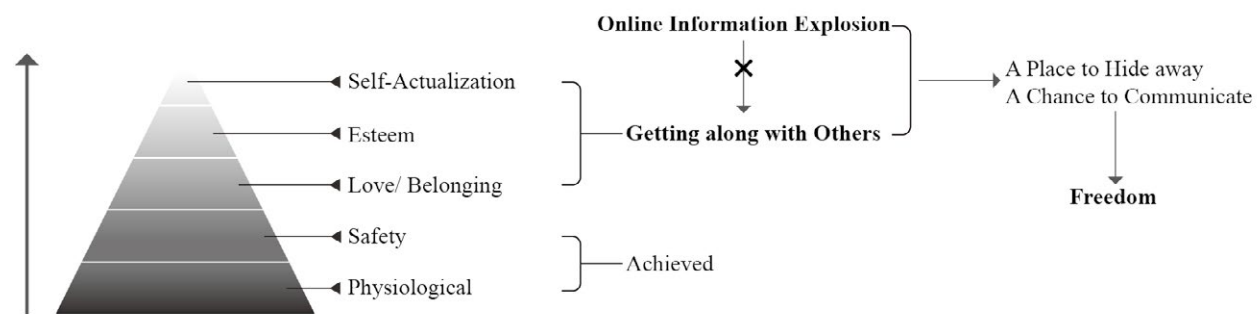 Online Information Explosion
Self-Actualization
A Place to Hide away
A Chance to Communicate
Esteem
Getting along with Others
Love/ Belonging
Freedom
Safety
Achieved
Physiological